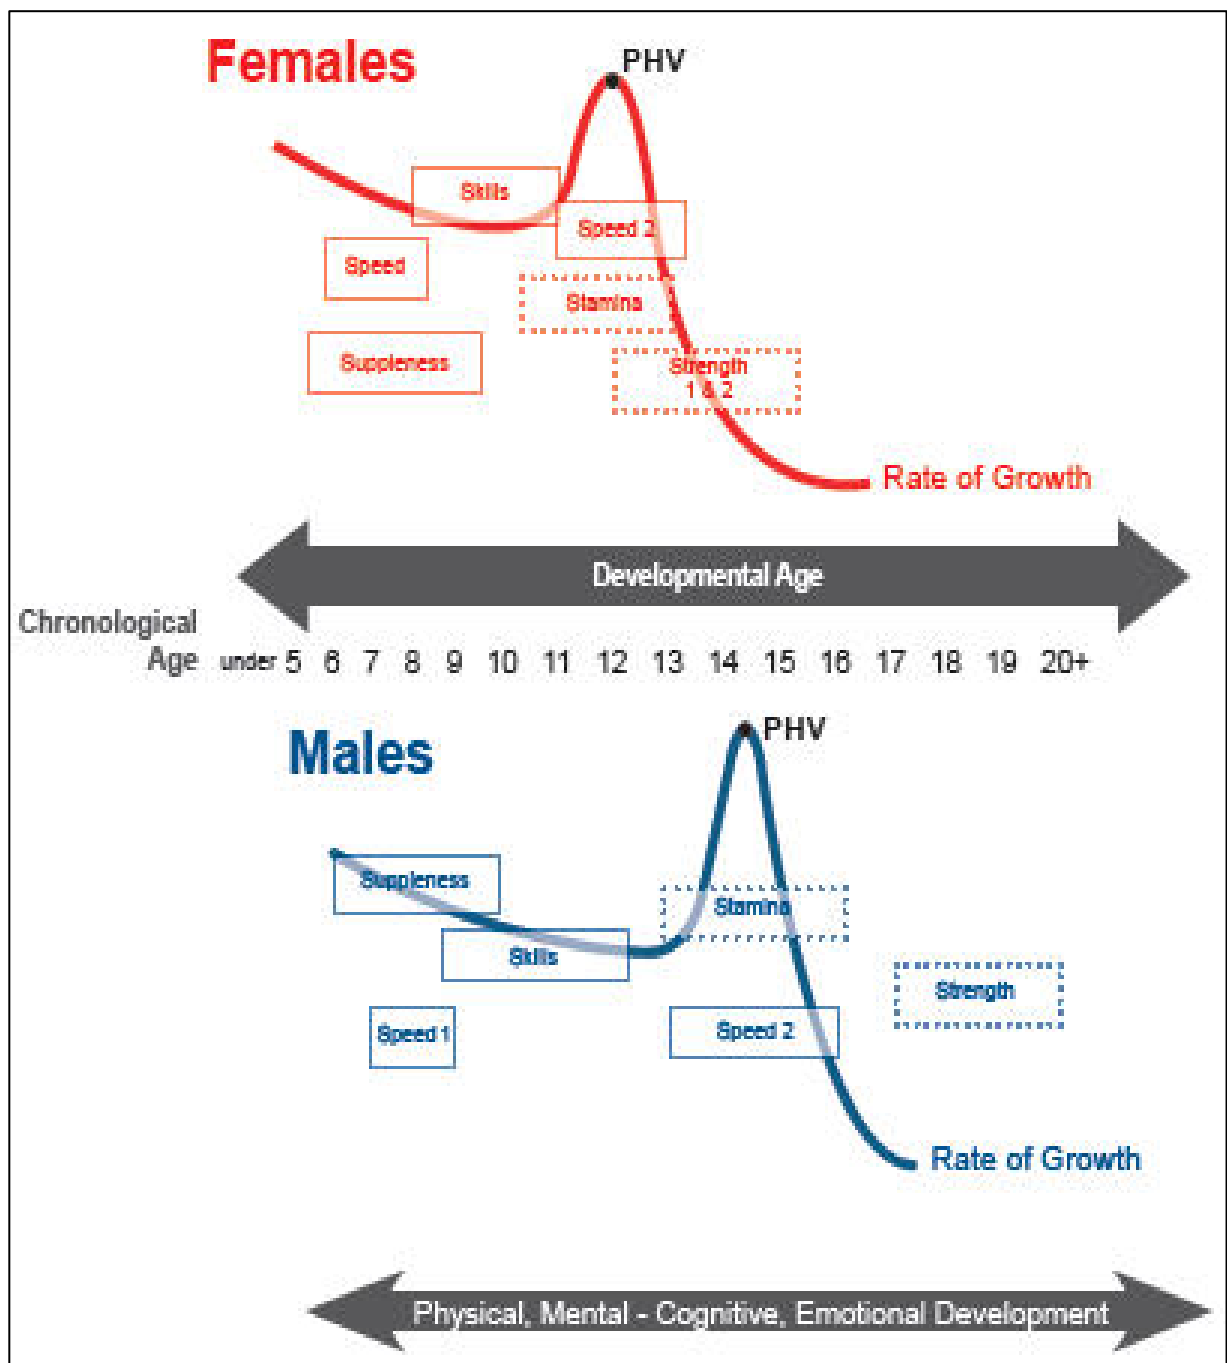 Females
PHV
Skills
Speed 2
Speed
Stamina
Suppleness
Strength
1 & 2
Rate of Growth
Developmental Age
Chronological
Age under 5 6 7 8 9 10 11 12 13 14 15 16 17 18 19 20+
Males
PHV
Suppleness
Stamina
Skills
Strength
Speed 1
Speed 2
Rate of Growth
Physical, Mental - Cognitive, Emotional Development